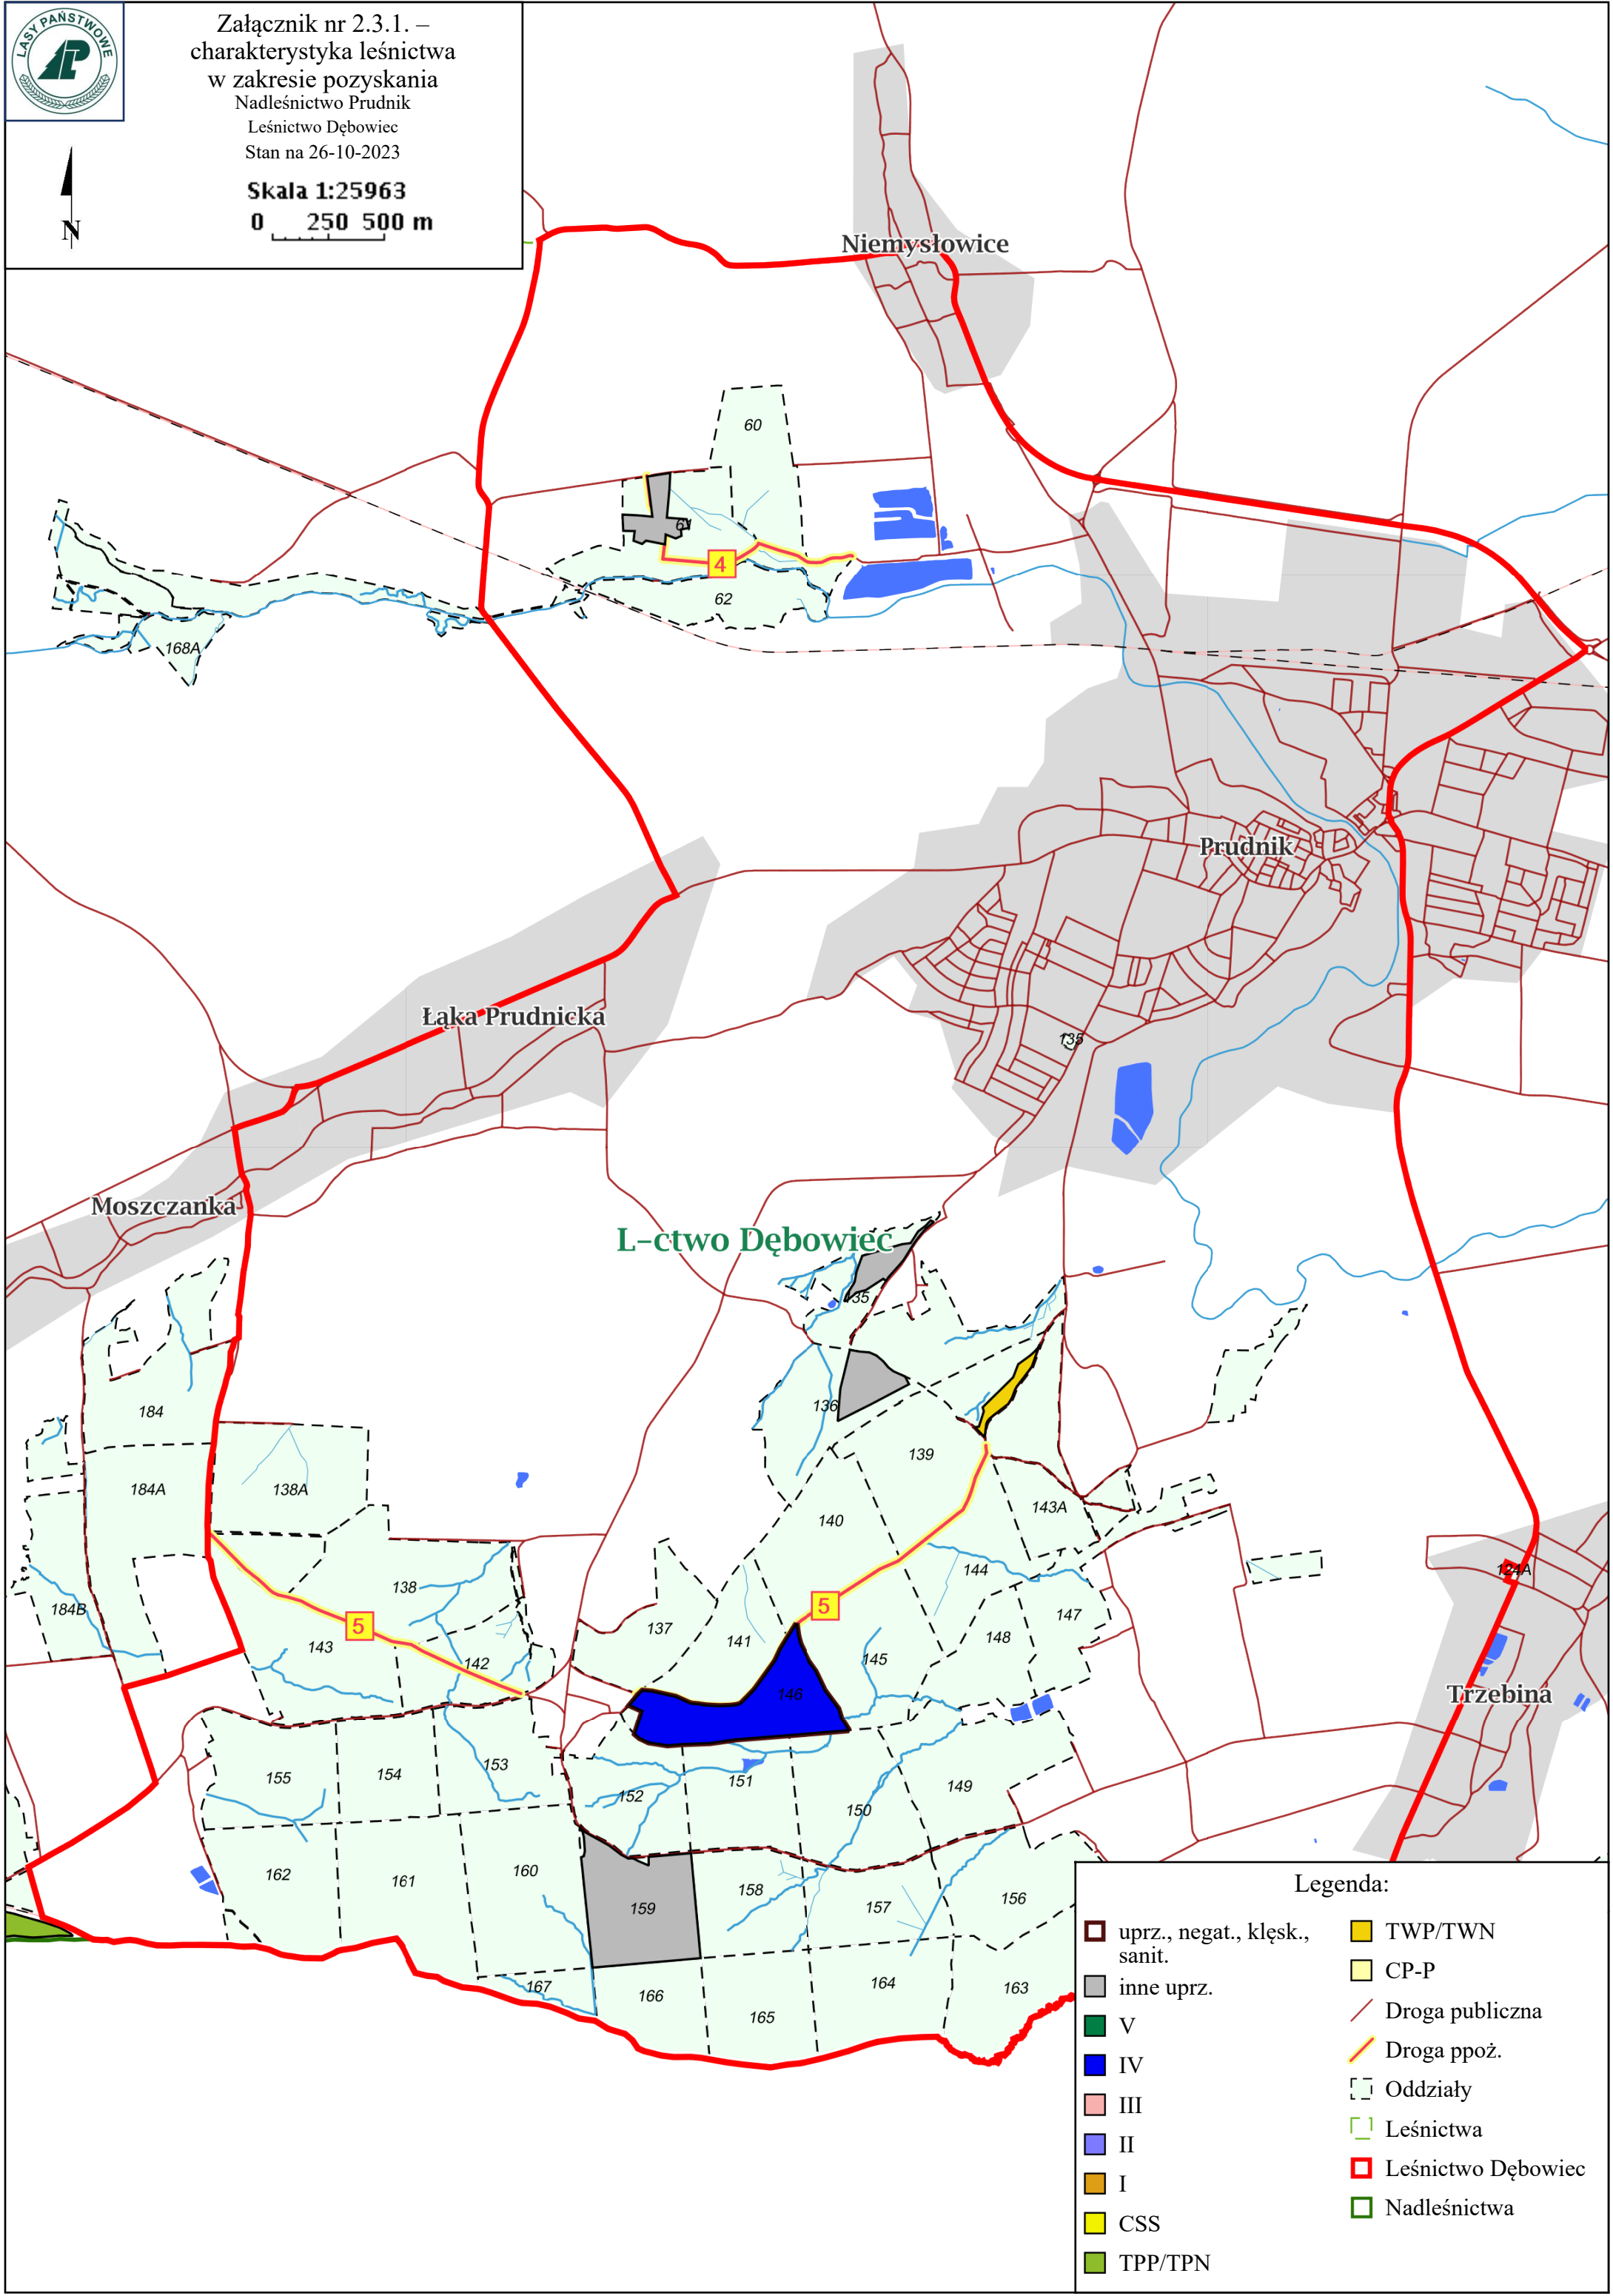 LASY PAŃSTWOWE
LP
Załącznik nr 2.3.1. –
charakterystyka leśnictwa
w zakresie pozyskania
Nadleśnictwo Prudnik
Leśnictwo Dębowiec
Stan na 26-10-2023
Skala 1:25963
0 250 500 m
N
Niemysłowice
60
61
4
62
168A
Prudnik
Łąka Prudnicka
135
Moszczanka
L-ctwo Dębowiec
135
136
184
139
184A
138A
143A
140
144
124A
138
5
184B
147
5
137
148
143
141
145
142
146
Trzebina
153
154
155
151
149
152
150
160
162
161
158
156
159
157
164
167
163
166
165
Legenda:
uprz., negat., klęsk.,
sanit.
inne uprz.
V
IV
III
II
I
CSS
TPP/TPN
TWP/TWN
CP-P
Droga publiczna
Droga ppoż.
Oddziały
Leśnictwa
Leśnictwo Dębowiec
Nadleśnictwa